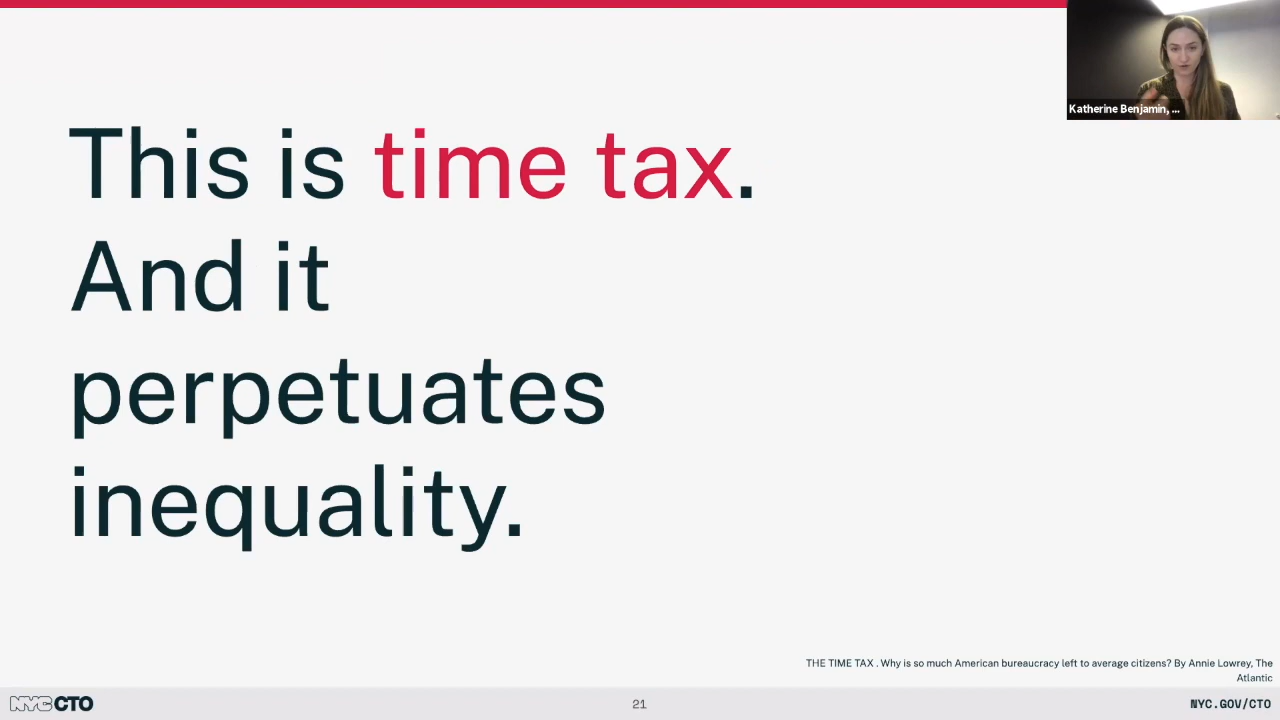 Katherine Benjamin, ...
This is time tax.
And it
perpetuates
inequality.
THE TIME TAX . Why is so much American bureaucracy left to average citizens? By Annie Lowrey, The
Atlantic
NYC CTO
21
NYC.GOV/CTO